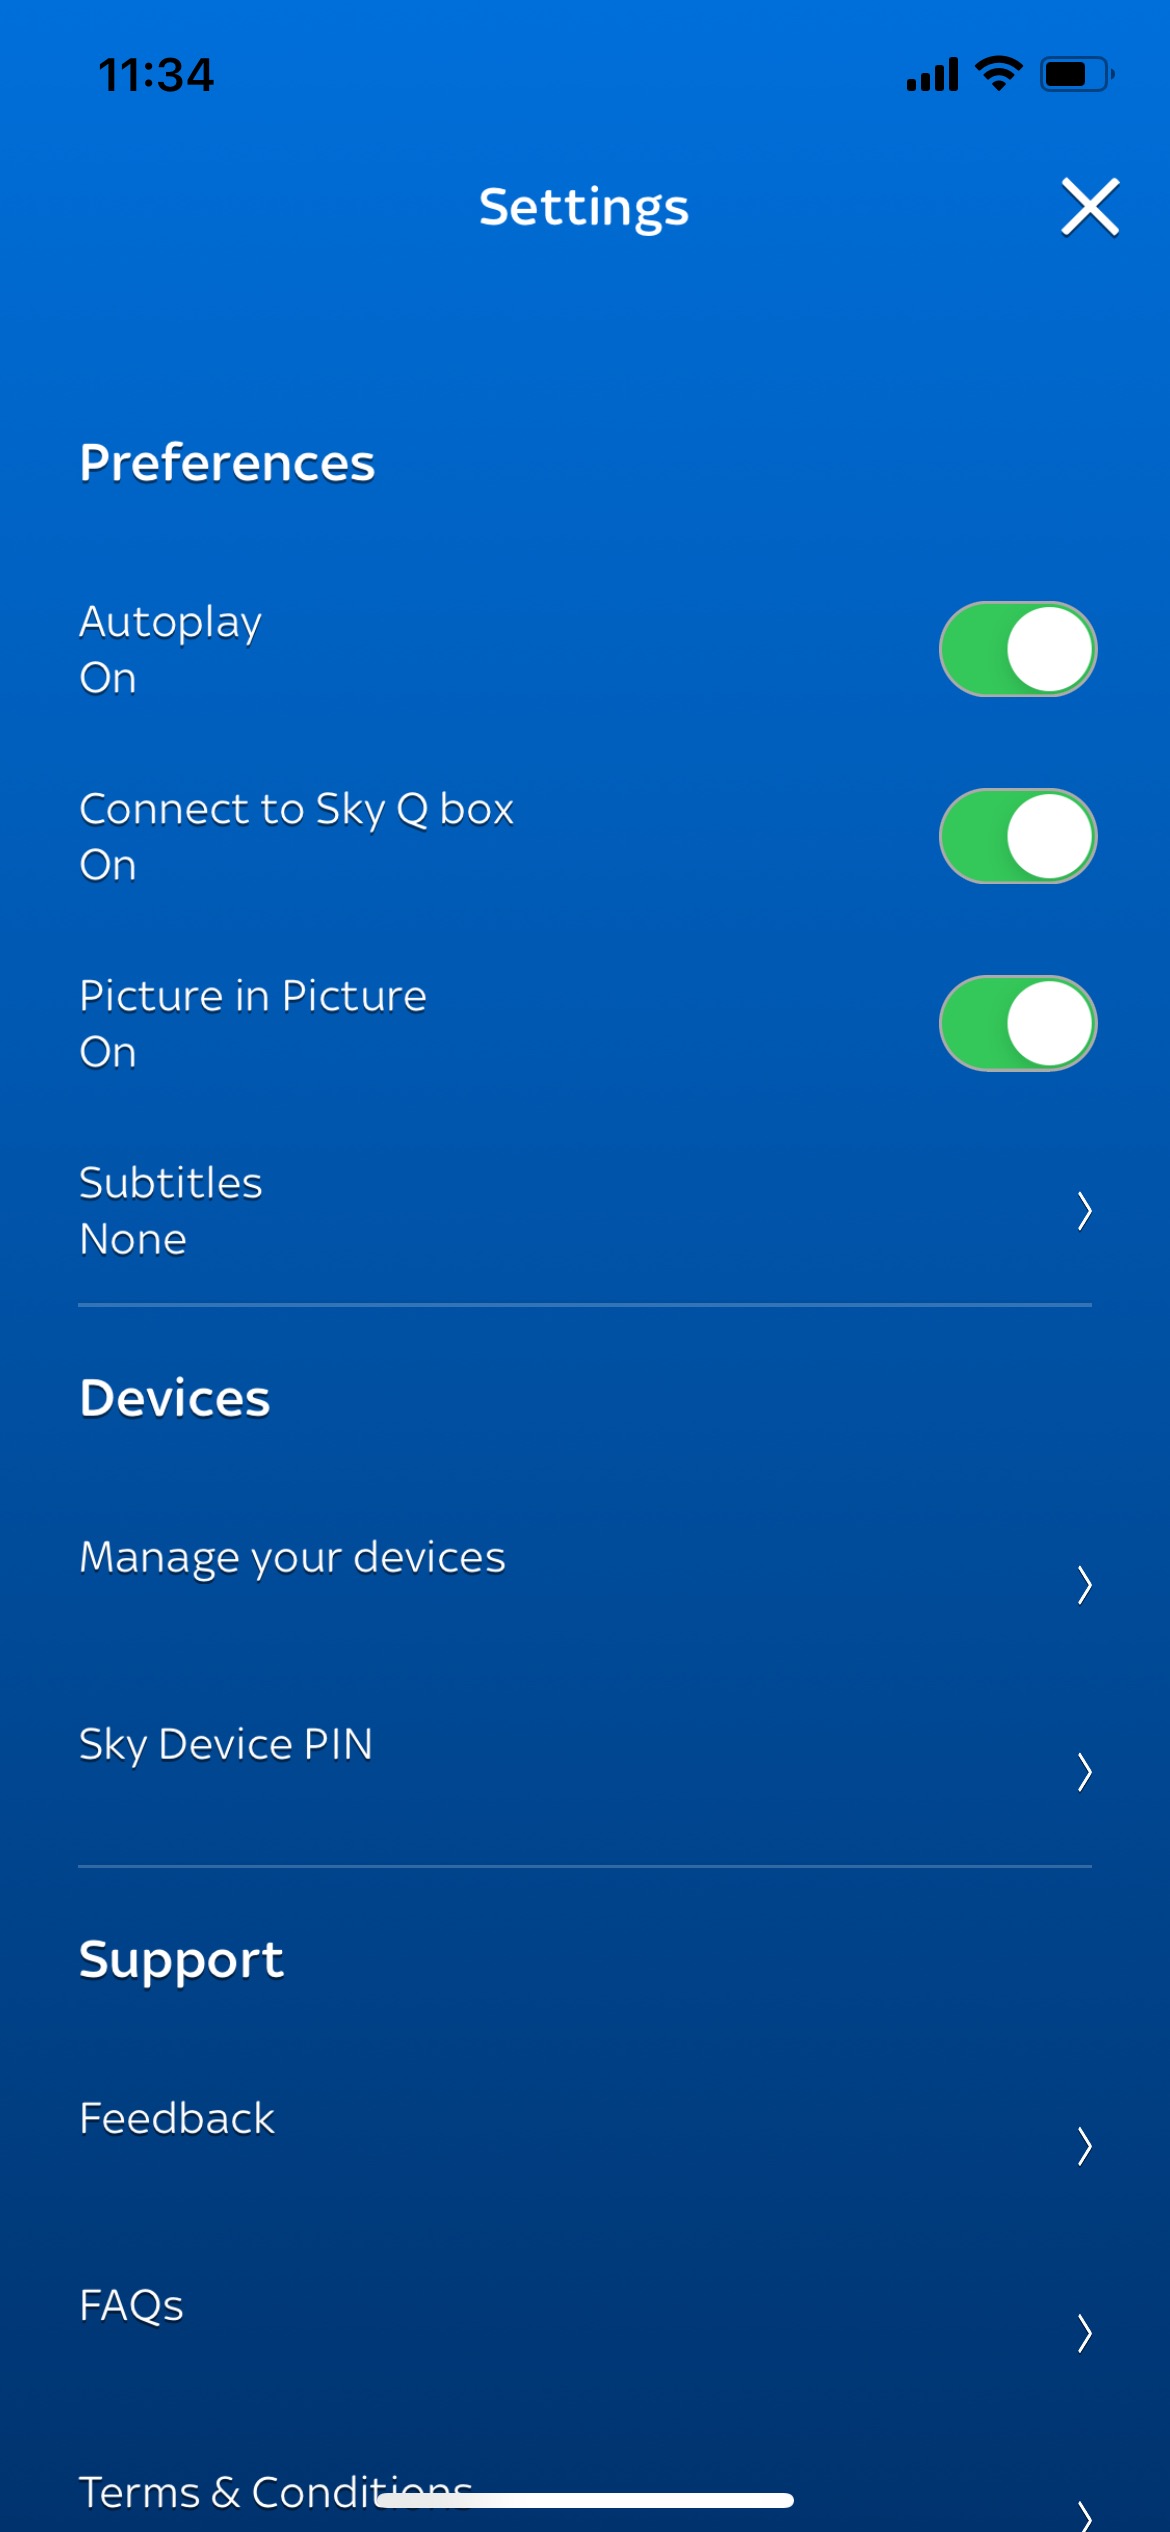 11:34
Settings
Preferences
Autoplay
On
Connect to Sky Q box
On
Picture in Picture
On
Subtitles
None
Devices
Manage your devices
Sky Device PIN
Support
Feedback
FAQs
Terms & Conditions